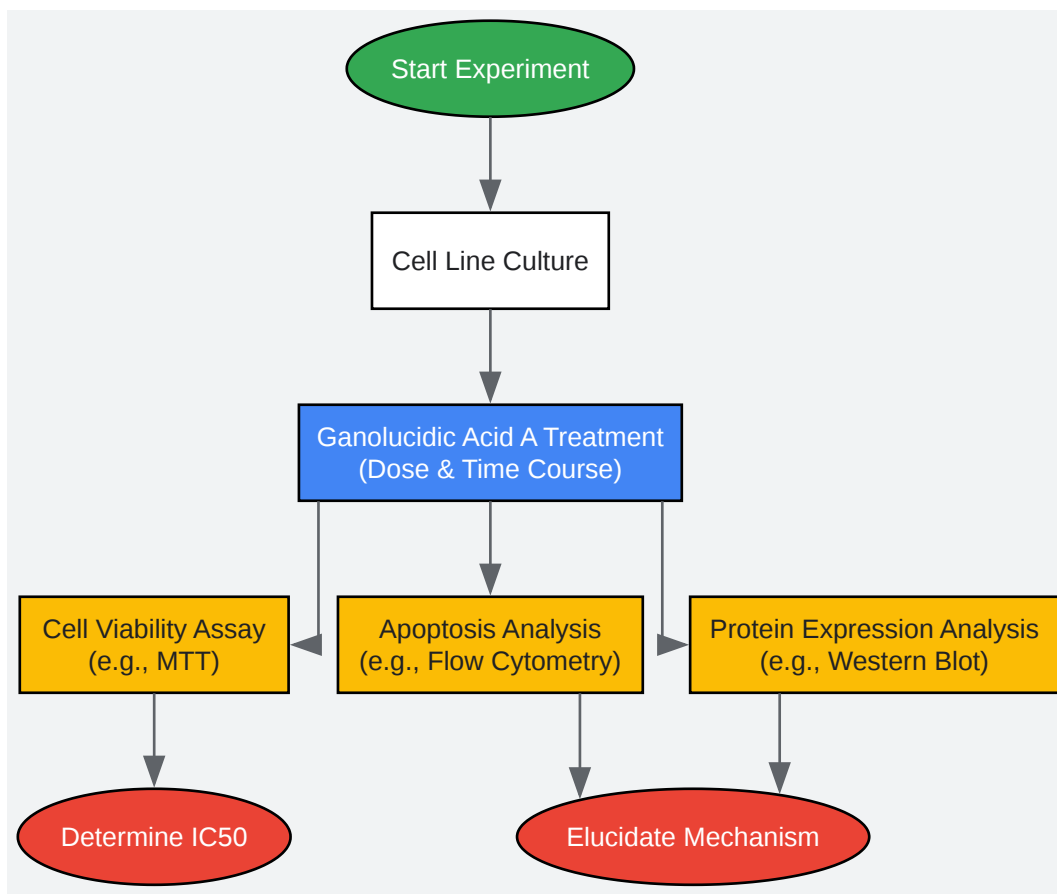 Start Experiment
Cell Line Culture
Ganolucidic Acid A Treatment
(Dose & Time Course)
Cell Viability Assay
(e.g., MTT)
Apoptosis Analysis
(e.g., Flow Cytometry)
Protein Expression Analysis
(e.g., Western Blot)
Determine IC50
Elucidate Mechanism